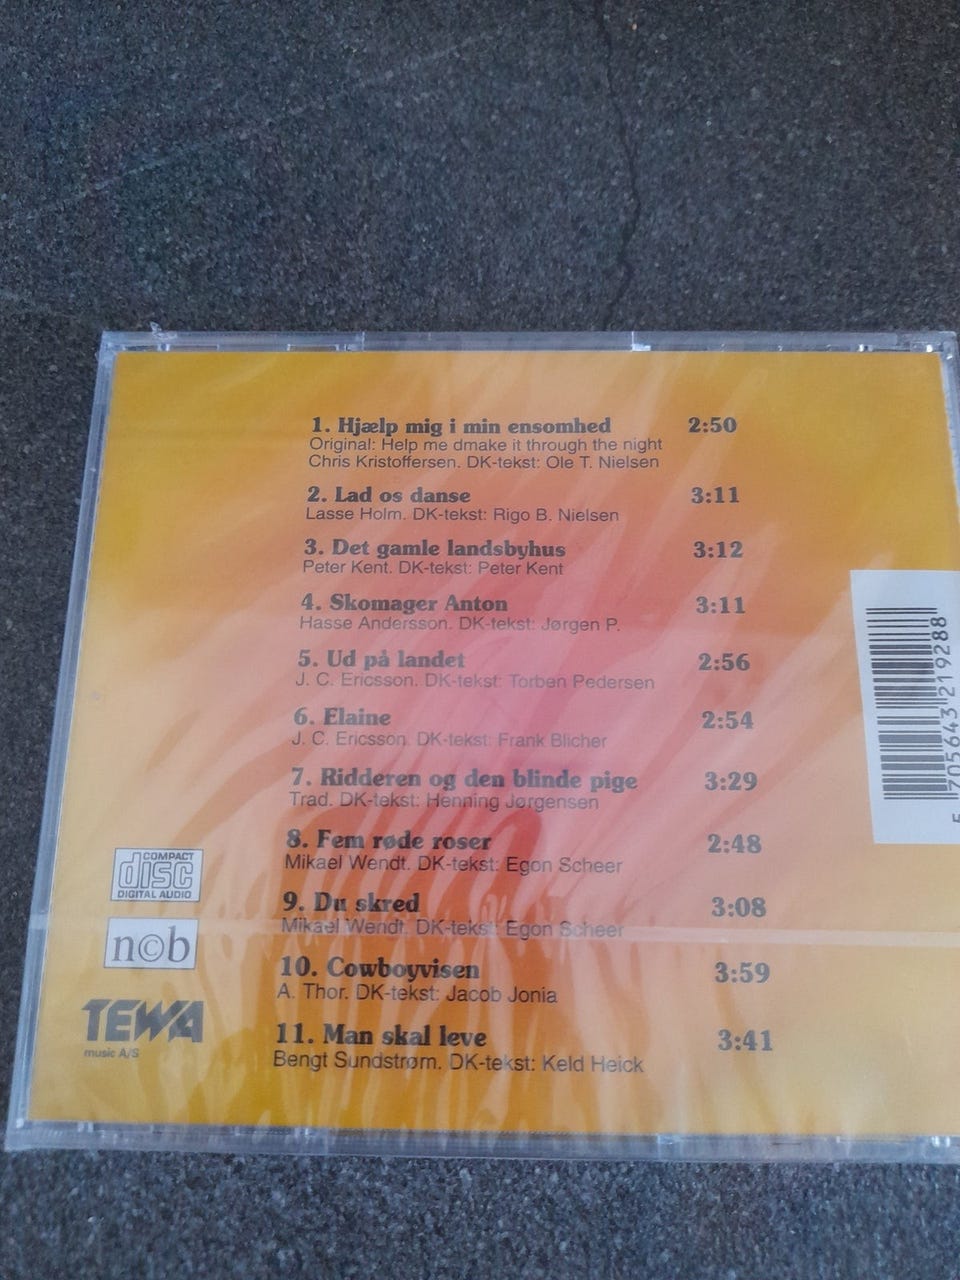 1. Hjælp mig i min ensomhed 2:50
Original: Help me dmake it through the night
Chris Kristoffersen. DK-tekst: Ole T. Nielsen
2. Lad os danse 3:11
Lasse Holm. DK-tekst: Rigo B. Nielsen
3. Det gamle landsbyhus 3:12
Peter Kent. DK-tekst: Peter Kent
4. Skomager Anton 3:11
Hasse Andersson. DK-tekst: Jørgen P.
5. Ud på landet 2:56
J. C. Ericsson. DK-tekst: Torben Pedersen
6. Elaine 2:54
J. C. Ericsson. DK-tekst: Frank Blicher
7. Ridderen og den blinde pige 3:29
Trad. DK-tekst: Henning Jørgensen
8. Fem røde roser 2:48
Mikael Wendt. DK-tekst: Egon Scheer
9. Du skred 3:08
Mikael Wendt. DK-tekst: Egon Scheer
10. Cowboyvisen 3:59
A. Thor. DK-tekst: Jacob Jonia
11. Man skal leve 3:41
Bengt Sundstrøm. DK-tekst: Keld Heick
COMPACT
disc
DIGITAL AUDIO
n©b
TEWA
music A/S
5 705643 219288